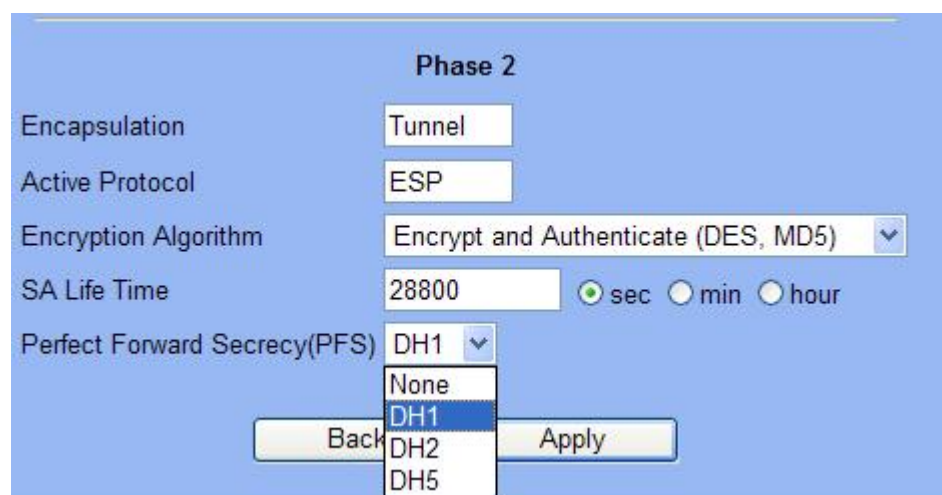 Phase 2
Encapsulation Tunnel
Active Protocol ESP
Encryption Algorithm Encrypt and Authenticate (DES, MD5)
SA Life Time 28800 sec min hour
Perfect Forward Secrecy(PFS) DH1
None
DH1
Back Apply
DH2
DH5